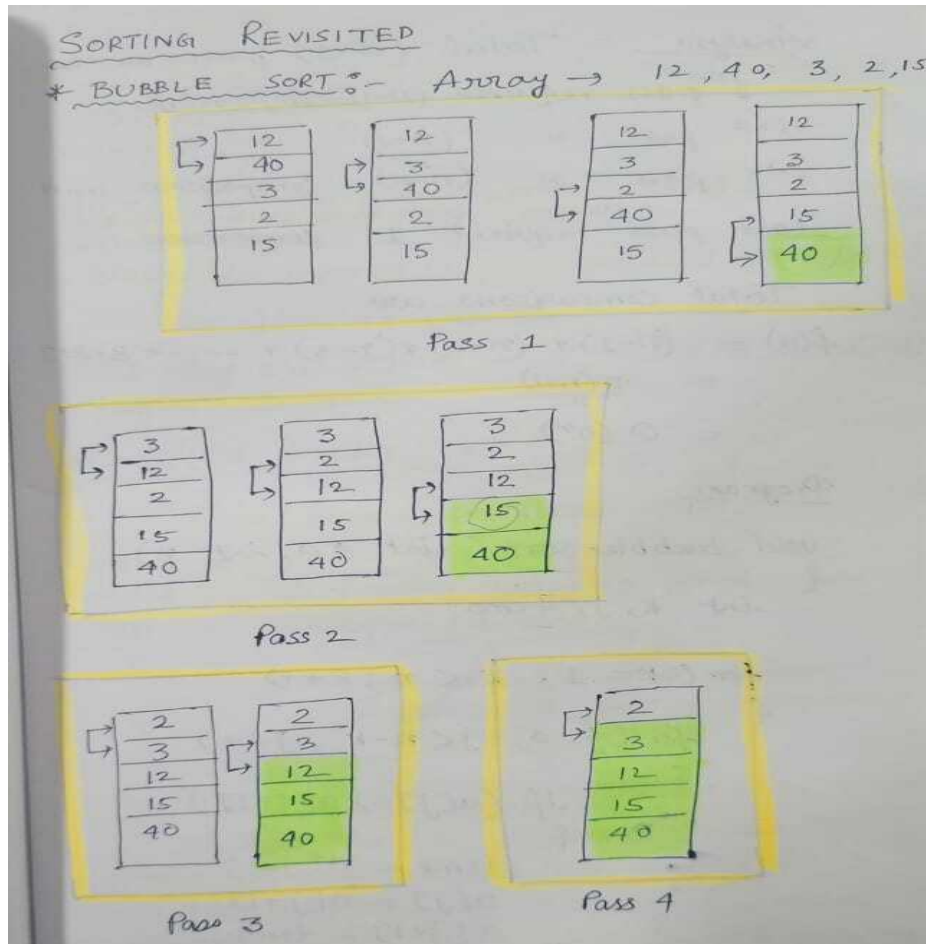 SORTING REVISITED
* BUBBLE SORT :- Array → 12, 40, 3, 2, 15
12 12 12 12
40 3 3 3
3 40 2 2
2 2 40 15
15 15 15 40
Pass 1
3 3 3
12 2 2
2 12 12
15 15 15
40 40 40
Pass 2
2 2
3 3
12 12
15 15
40 40
Pass 3
2
3
12
15
40
Pass 4